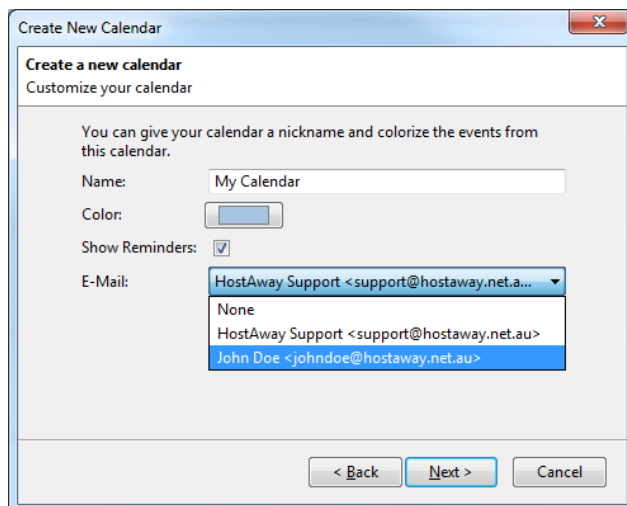 Create New Calendar
Create a new calendar
Customize your calendar
You can give your calendar a nickname and colorize the events from
this calendar.
Name: My Calendar
Color:
Show Reminders:
E-Mail: HostAway Support <support@hostaway.net.a...
None
HostAway Support <support@hostaway.net.au>
John Doe <johndoe@hostaway.net.au>
< Back Next > Cancel